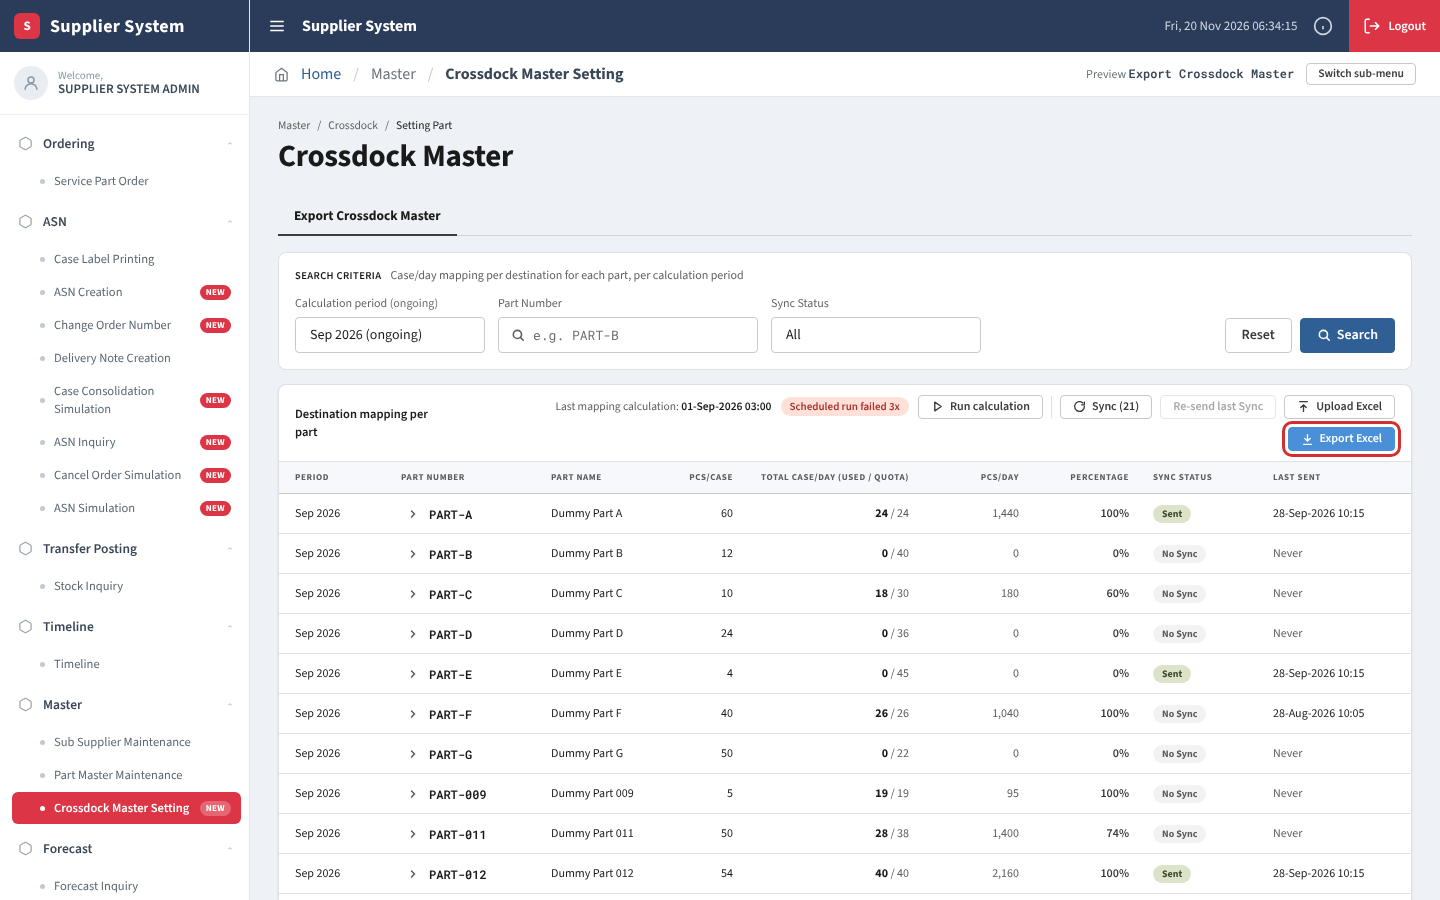 S Supplier System
Supplier System
Fri, 20 Nov 2026 06:34:15
Logout
Welcome,
SUPPLIER SYSTEM ADMIN
Home / Master / Crossdock Master Setting
Preview Export Crossdock Master
Switch sub-menu
Ordering
Service Part Order
ASN
Case Label Printing
ASN Creation NEW
Change Order Number NEW
Delivery Note Creation
Case Consolidation
Simulation NEW
ASN Inquiry NEW
Cancel Order Simulation NEW
ASN Simulation NEW
Transfer Posting
Stock Inquiry
Timeline
Timeline
Master
Sub Supplier Maintenance
Part Master Maintenance
Crossdock Master Setting NEW
Forecast
Forecast Inquiry
Master / Crossdock / Setting Part
Crossdock Master
Export Crossdock Master
SEARCH CRITERIA Case/day mapping per destination for each part, per calculation period
Calculation period (ongoing) Part Number Sync Status
Sep 2026 (ongoing) e.g. PART-B All Reset Search
Destination mapping per
part
Last mapping calculation: 01-Sep-2026 03:00 Scheduled run failed 3x Run calculation Sync (21) Re-send last Sync Upload Excel
Export Excel
PERIOD PART NUMBER PART NAME PCS/CASE TOTAL CASE/DAY (USED / QUOTA) PCS/DAY PERCENTAGE SYNC STATUS LAST SENT
Sep 2026 PART-A Dummy Part A 60 24 / 24 1,440 100% Sent 28-Sep-2026 10:15
Sep 2026 PART-B Dummy Part B 12 0 / 40 0 0% No Sync Never
Sep 2026 PART-C Dummy Part C 10 18 / 30 180 60% No Sync Never
Sep 2026 PART-D Dummy Part D 24 0 / 36 0 0% No Sync Never
Sep 2026 PART-E Dummy Part E 4 0 / 45 0 0% Sent 28-Sep-2026 10:15
Sep 2026 PART-F Dummy Part F 40 26 / 26 1,040 100% No Sync 28-Aug-2026 10:05
Sep 2026 PART-G Dummy Part G 50 0 / 22 0 0% No Sync Never
Sep 2026 PART-009 Dummy Part 009 5 19 / 19 95 100% No Sync Never
Sep 2026 PART-011 Dummy Part 011 50 28 / 38 1,400 74% No Sync Never
Sep 2026 PART-012 Dummy Part 012 54 40 / 40 2,160 100% Sent 28-Sep-2026 10:15